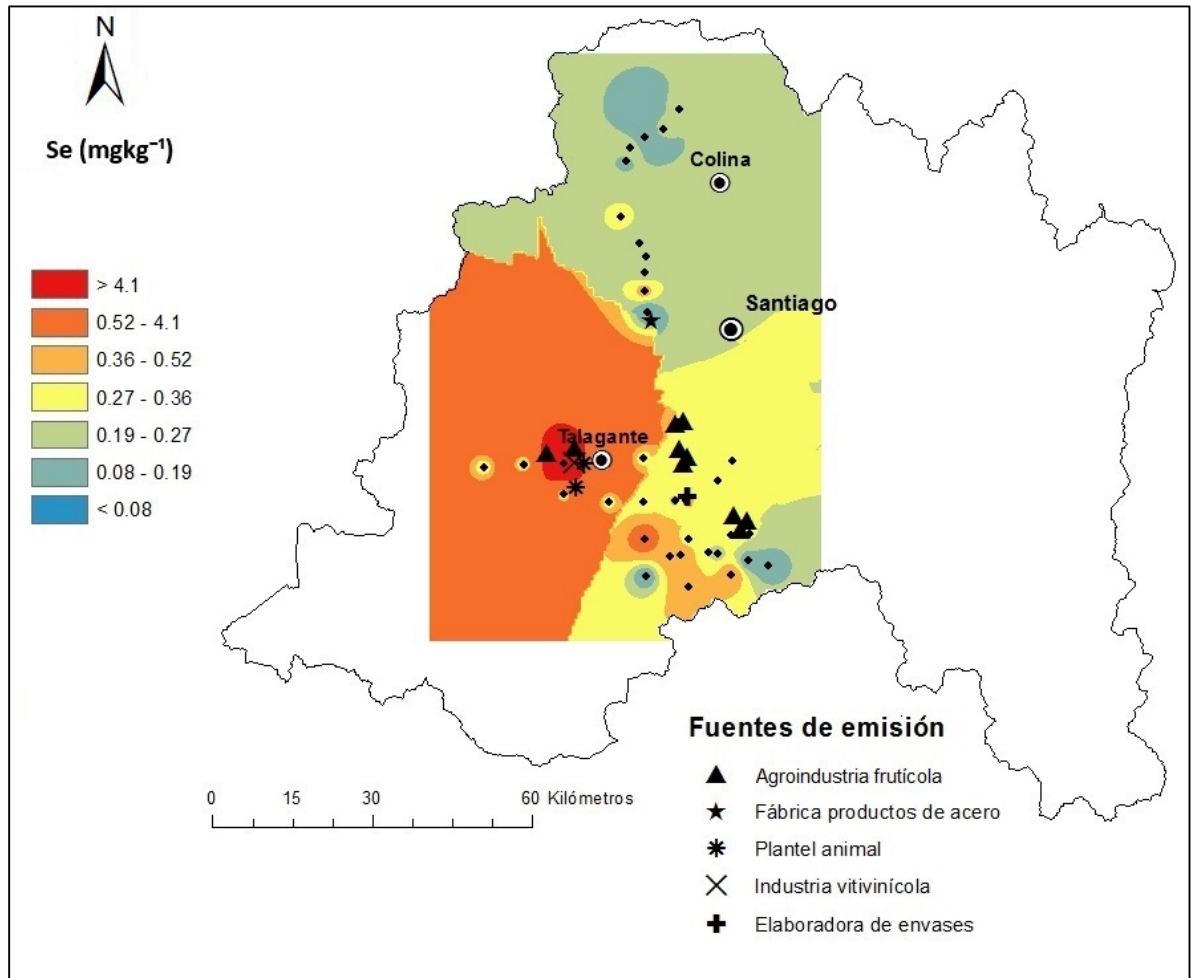 N
Se (mgkg⁻¹)
> 4.1
0.52 - 4.1
0.36 - 0.52
0.27 - 0.36
0.19 - 0.27
0.08 - 0.19
< 0.08
Colina
Santiago
Talagante
0 15 30 60 Kilómetros
Fuentes de emisión
Agroindustria frutícola
Fábrica productos de acero
Plantel animal
Industria vitivinícola
Elaboradora de envases